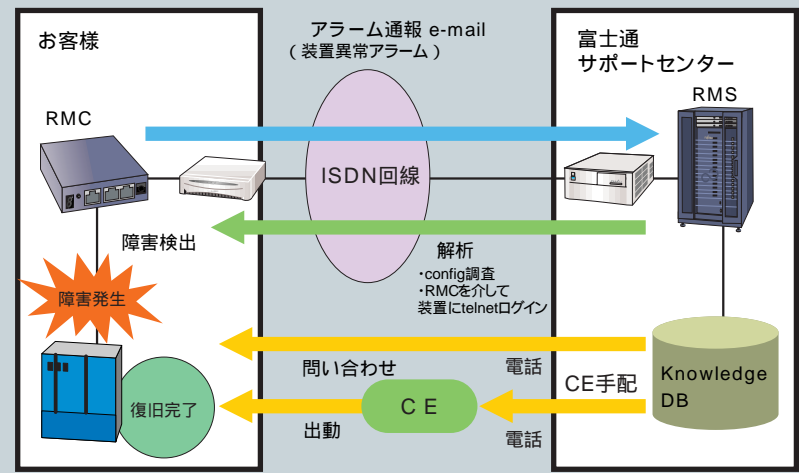 お客様
アラーム通報 e-mail
（装置異常アラーム）
富士通
サポートセンター
RMC
RMS
ISDN回線
障害検出
解析
・config調査
・RMCを介して
装置にtelnetログイン
障害発生
問い合わせ
電話
CE手配
Knowledge
DB
復旧完了
CE
出動
電話